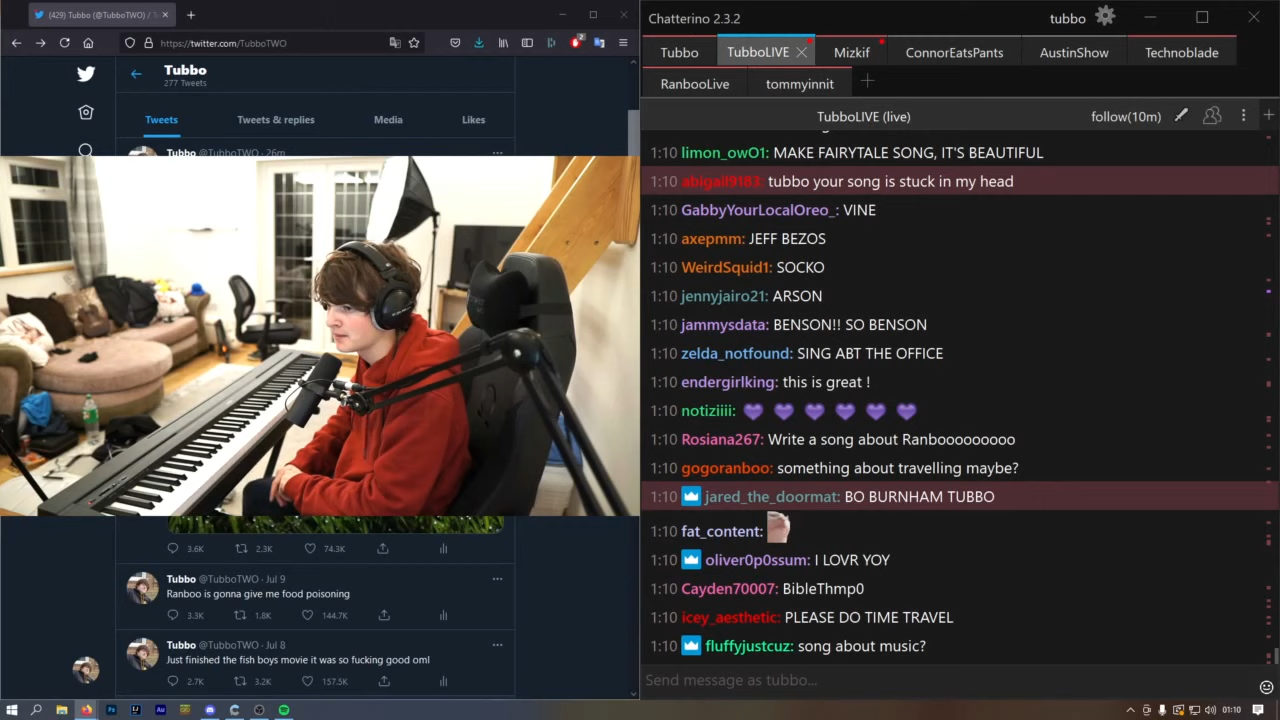 (429) Tubbo (@TubboTWO) / T
https://twitter.com/TubboTWO
2
Tubbo
277 Tweets
Tweets
Tweets & replies
Media
Likes
Tubbo @TubboTWO · 26m
3.6K
2.3K
74.3K
Tubbo @TubboTWO · Jul 9
Ranboo is gonna give me food poisoning
3.3K
1.8K
144.7K
Tubbo @TubboTWO · Jul 8
Just finished the fish boys movie it was so fucking good oml
2.7K
3.2K
157.5K
Chatterino 2.3.2
tubbo
Tubbo
TubboLIVE
Mizkif
ConnorEatsPants
AustinShow
Technoblade
RanbooLive
tommyinnit
TubboLIVE (live)
follow(10m)
1:10 limon_owO1: MAKE FAIRYTALE SONG, IT'S BEAUTIFUL
1:10 abigail9183: tubbo your song is stuck in my head
1:10 GabbyYourLocalOreo_: VINE
1:10 axepmm: JEFF BEZOS
1:10 WeirdSquid1: SOCKO
1:10 jennyjairo21: ARSON
1:10 jammysdata: BENSON!! SO BENSON
1:10 zelda_notfound: SING ABT THE OFFICE
1:10 endergirlking: this is great !
1:10 notiziiii: 💜 💜 💜 💜 💜 💜
1:10 Rosiana267: Write a song about Ranbooooooooo
1:10 gogoranboo: something about travelling maybe?
1:10 jared_the_doormat: BO BURNHAM TUBBO
1:10 fat_content:
1:10 oliver0p0ssum: I LOVR YOY
1:10 Cayden70007: BibleThmp0
1:10 icey_aesthetic: PLEASE DO TIME TRAVEL
1:10 fluffyjustcuz: song about music?
Send message as tubbo...
Ps
Au
01:10